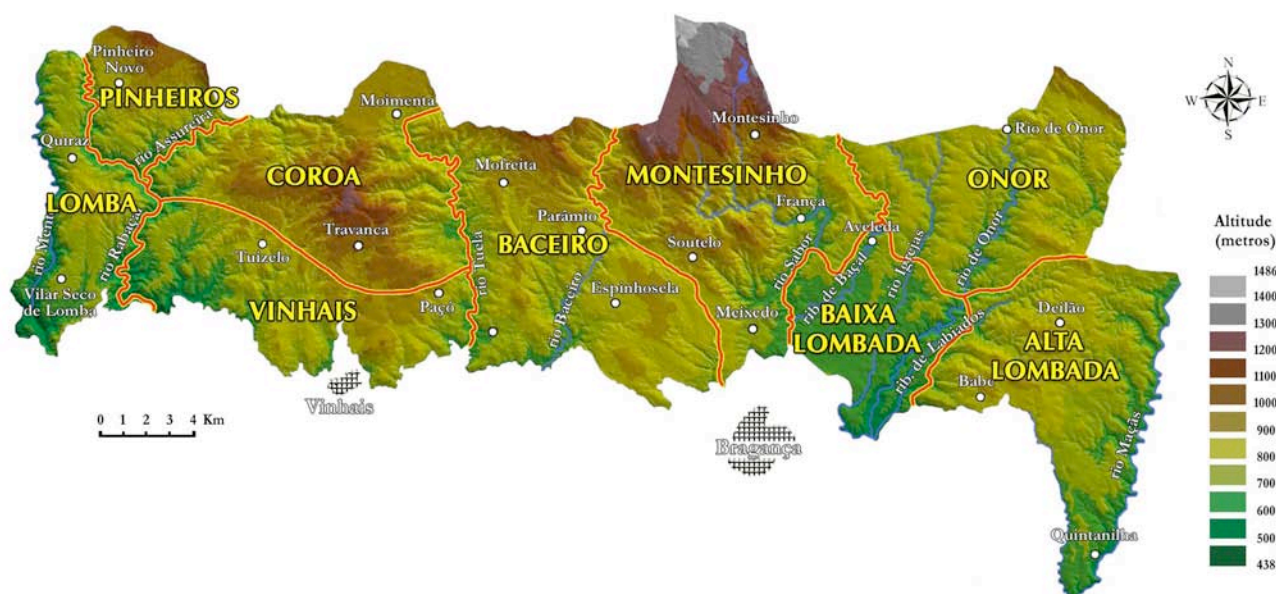 Pinheiro
Novo
PINHEIROS
rio Assureira
Quiraz
LOMBA
rio Mente
rio Rabaçal
Vilar Seco
de Lomba
Moimenta
COROA
Travanca
Tuizelo
VINHAIS
Paçó
rio Tuela
Vinhais
Mofreita
Parâmio
BACEIRO
Espinhosela
rio Baceiro
Montesinho
MONTESINHO
França
Soutelo
rio Sabor
Meixedo
Bragança
Aveleda
rib. de Baçal
rio Igrejas
BAIXA
LOMBADA
Rio de Onor
ONOR
rio de Onor
rib. de Labiados
Deilão
ALTA
LOMBADA
Babe
rio Maçãs
Quintanilha
N
W E
S
Altitude
(metros)
1486
1400
1300
1200
1100
1000
900
800
700
600
500
438
0 1 2 3 4 Km